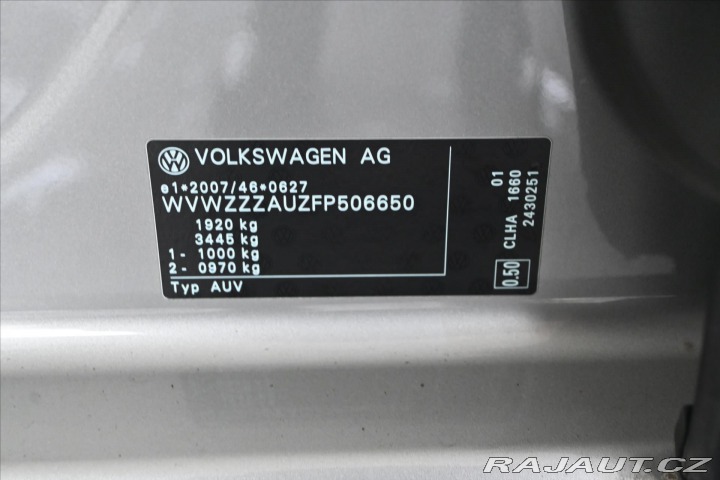 VOLKSWAGEN AG
e1*2007/46*0627
WVWZZZAUZFP506650
1920 kg
3445 kg
1 - 1000 kg
2 - 0970 kg
Typ AUV
01
CLHA 1660
2430251
0.50
RAJAUT.CZ